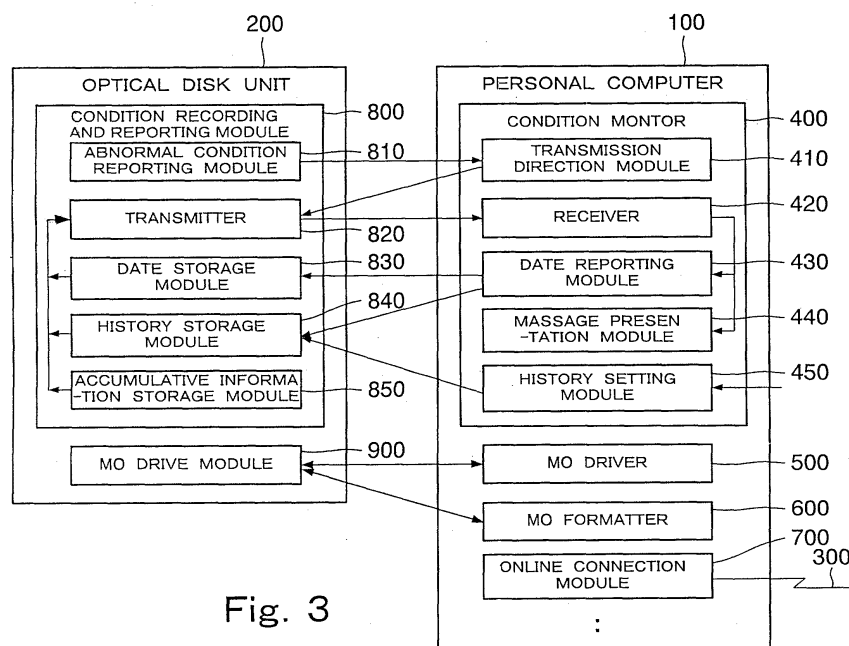 200
100
OPTICAL DISK UNIT
CONDITION RECORDING
AND REPORTING MODULE
800
ABNORMAL CONDITION
REPORTING MODULE
810
TRANSMITTER
820
DATE STORAGE
MODULE
830
HISTORY STORAGE
MODULE
840
ACCUMULATIVE INFORMA
-TION STORAGE MODULE
850
MO DRIVE MODULE
900
PERSONAL COMPUTER
CONDITION MONTOR
400
TRANSMISSION
DIRECTION MODULE
410
RECEIVER
420
DATE REPORTING
MODULE
430
MASSAGE PRESEN
-TATION MODULE
440
HISTORY SETTING
MODULE
450
MO DRIVER
500
MO FORMATTER
600
ONLINE CONNECTION
MODULE
700
300
Fig. 3